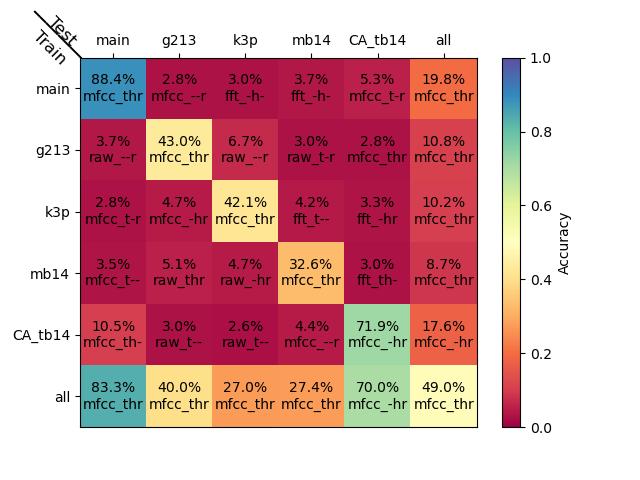 Test
Train
main g213 k3p mb14 CA_tb14 all
main 88.4% 2.8% 3.0% 3.7% 5.3% 19.8%
mfcc_thr mfcc_--r fft_-h- fft_-h- mfcc_t-r mfcc_thr
g213 3.7% 43.0% 6.7% 3.0% 2.8% 10.8%
raw_--r mfcc_thr raw_--r raw_t-r mfcc_thr mfcc_thr
k3p 2.8% 4.7% 42.1% 4.2% 3.3% 10.2%
mfcc_t-r mfcc_-hr mfcc_thr fft_t-- fft_-hr mfcc_thr
mb14 3.5% 5.1% 4.7% 32.6% 3.0% 8.7%
mfcc_t-- raw_thr raw_-hr mfcc_thr fft_th- mfcc_thr
CA_tb14 10.5% 3.0% 2.6% 4.4% 71.9% 17.6%
mfcc_th- raw_t-- raw_t-- mfcc_--r mfcc_-hr mfcc_-hr
all 83.3% 40.0% 27.0% 27.4% 70.0% 49.0%
mfcc_thr mfcc_thr mfcc_thr mfcc_thr mfcc_-hr mfcc_thr
1.0
0.8
0.6
0.4
0.2
0.0
Accuracy